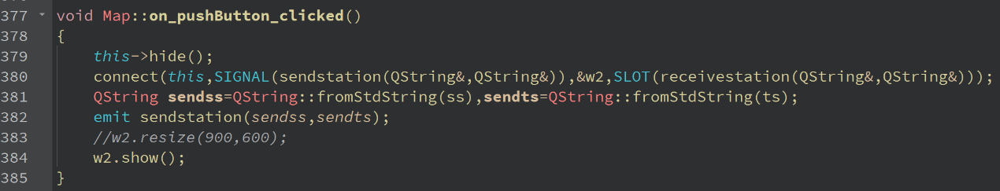 377 void Map::on_pushButton_clicked()
378 {
379     this->hide();
380     connect(this,SIGNAL(sendstation(QString&,QString&)),&w2,SLOT(receivestation(QString&,QString&)));
381     QString sendss=QString::fromStdString(ss),sendts=QString::fromStdString(ts);
382     emit sendstation(sendss,sendts);
383     //w2.resize(900,600);
384     w2.show();
385 }